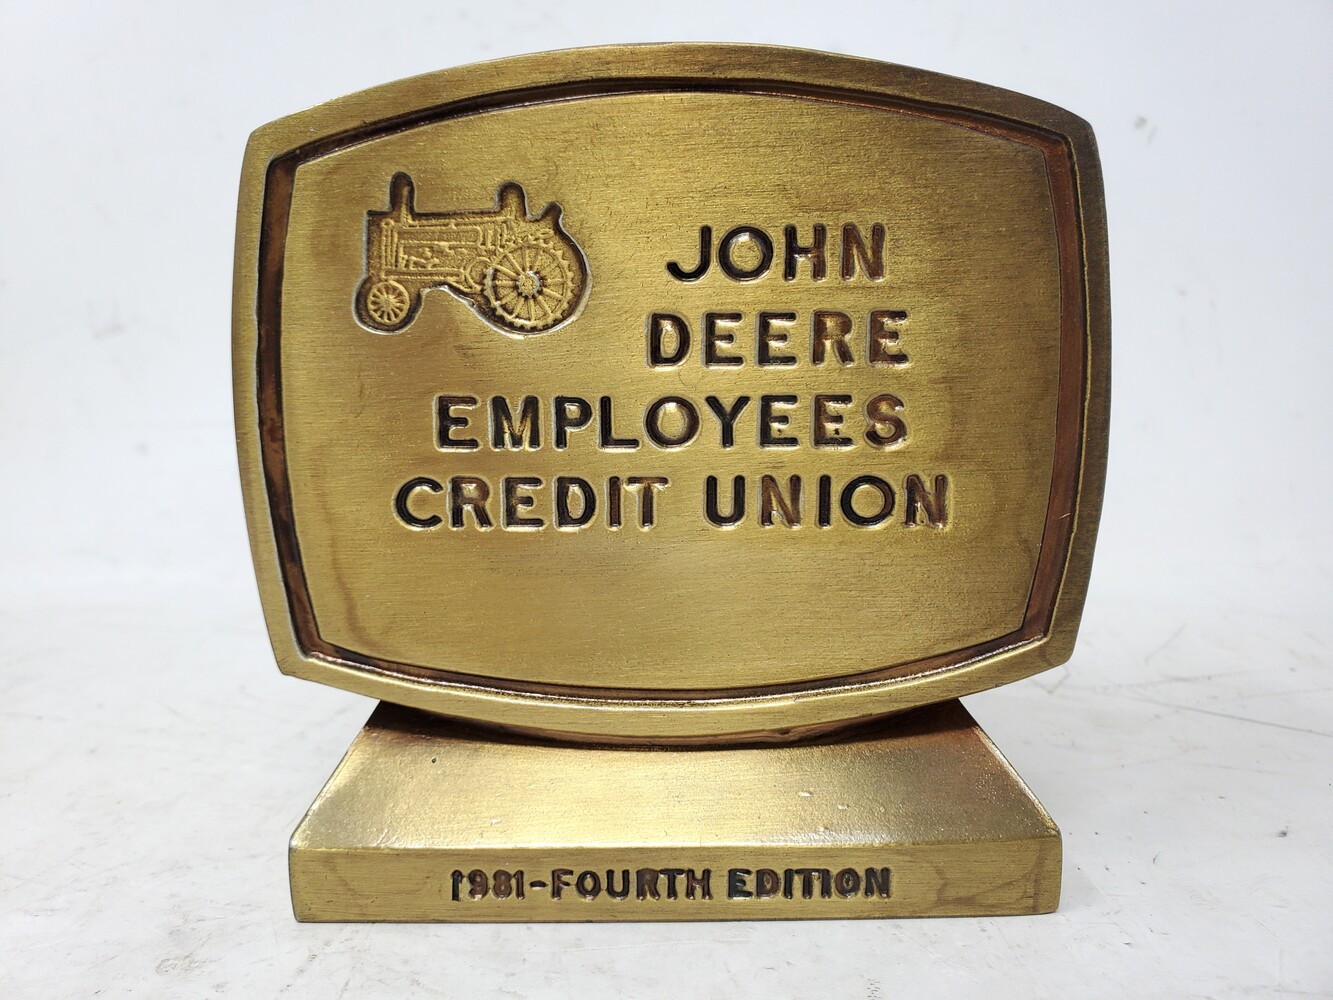 JOHN
DEERE
EMPLOYEES
CREDIT UNION
1981-FOURTH EDITION